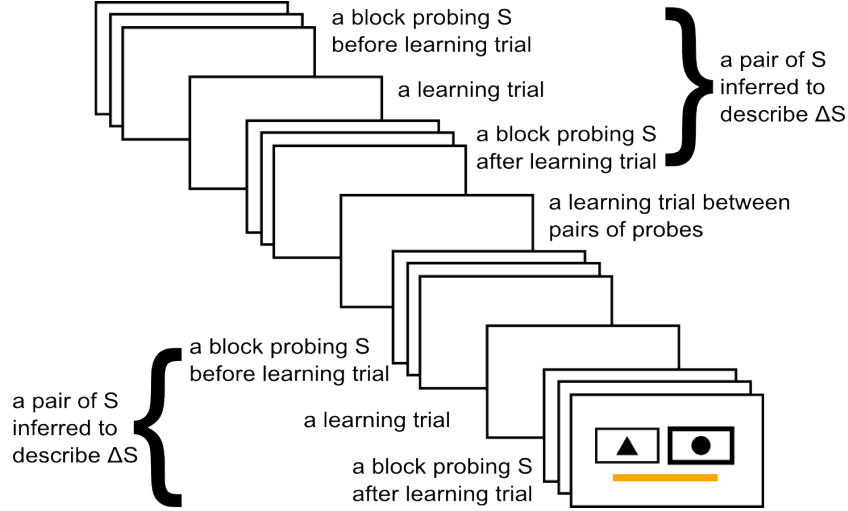 a block probing S
before learning trial
a learning trial
a pair of S
inferred to
describe ΔS
a block probing S
after learning trial
a learning trial between
pairs of probes
a block probing S
before learning trial
a pair of S
inferred to
describe ΔS
a learning trial
a block probing S
after learning trial